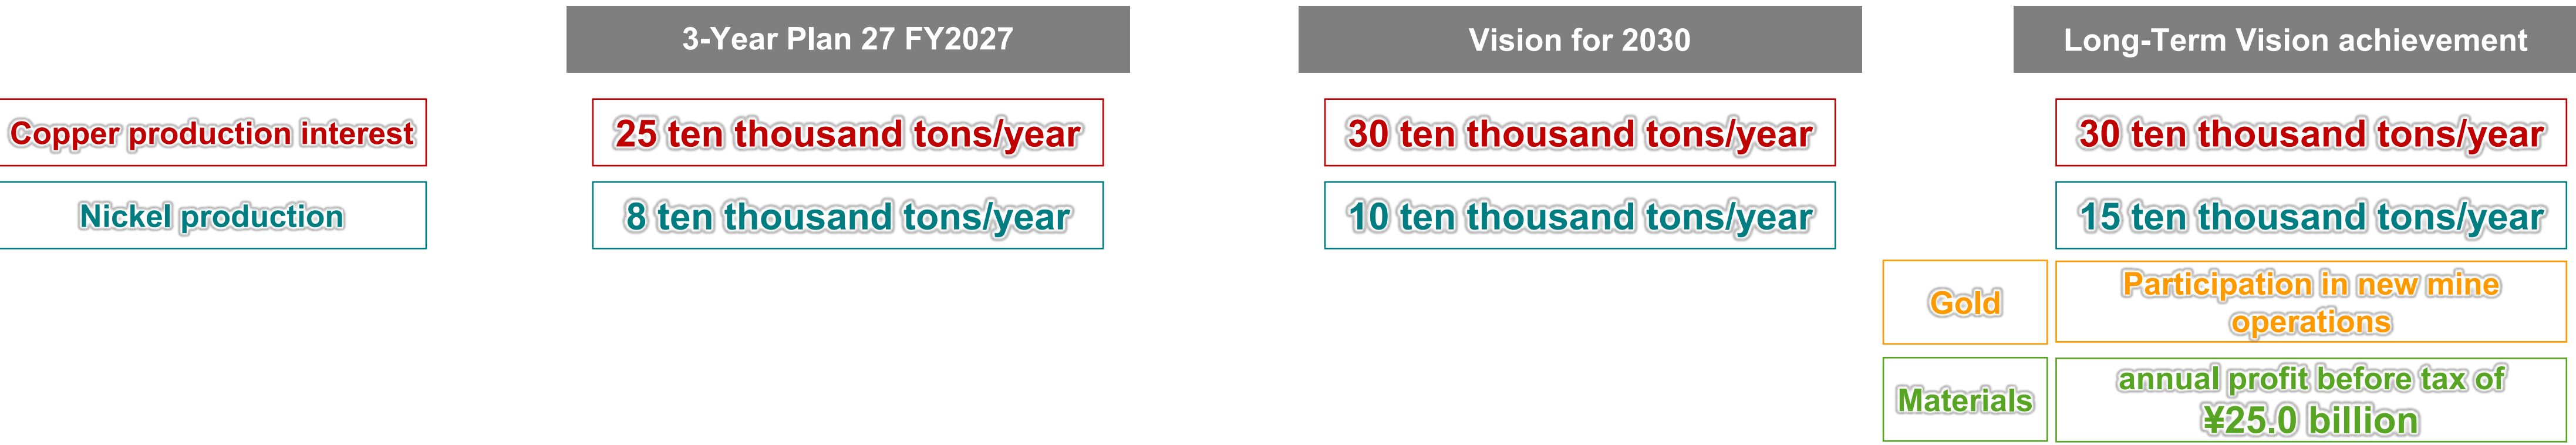 3-Year Plan 27 FY2027
Vision for 2030
Long-Term Vision achievement
Copper production interest
25 ten thousand tons/year
30 ten thousand tons/year
30 ten thousand tons/year
Nickel production
8 ten thousand tons/year
10 ten thousand tons/year
15 ten thousand tons/year
Gold
Participation in new mine
operations
Materials
annual profit before tax of
¥25.0 billion